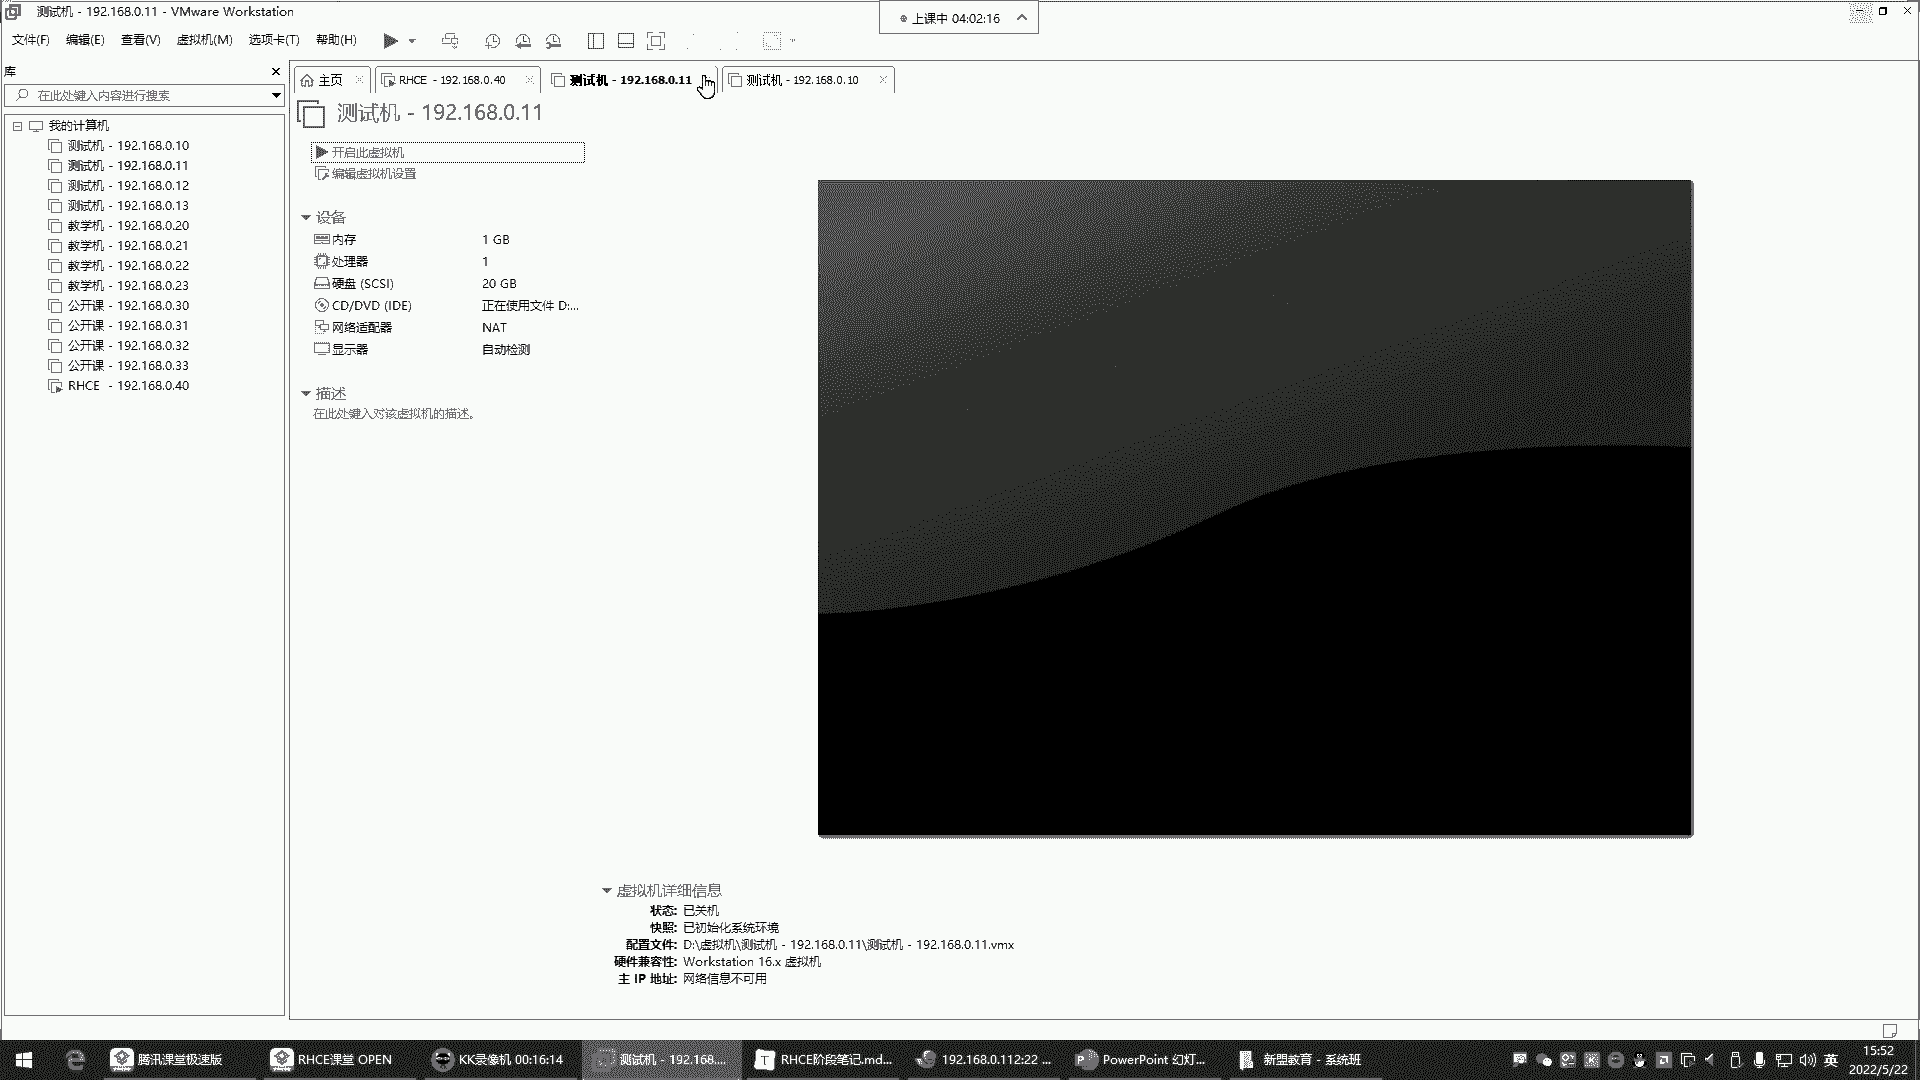 测试机 - 192.168.0.11 - VMware Workstation
上课中 04:02:16
文件(F) 编辑(E) 查看(V) 虚拟机(M) 选项卡(T) 帮助(H)
库
在此处键入内容进行搜索
我的计算机
测试机 - 192.168.0.10
测试机 - 192.168.0.11
测试机 - 192.168.0.12
测试机 - 192.168.0.13
教学机 - 192.168.0.20
教学机 - 192.168.0.21
教学机 - 192.168.0.22
教学机 - 192.168.0.23
公开课 - 192.168.0.30
公开课 - 192.168.0.31
公开课 - 192.168.0.32
公开课 - 192.168.0.33
RHCE - 192.168.0.40
主页 RHCE - 192.168.0.40 测试机 - 192.168.0.11 测试机 - 192.168.0.10
测试机 - 192.168.0.11
开启此虚拟机
编辑虚拟机设置
设备
内存 1 GB
处理器 1
硬盘 (SCSI) 20 GB
CD/DVD (IDE) 正在使用文件 D:...
网络适配器 NAT
显示器 自动检测
描述
在此处键入对该虚拟机的描述。
虚拟机详细信息
状态: 已关机
快照: 已初始化系统环境
配置文件: D:\虚拟机\测试机 - 192.168.0.11\测试机 - 192.168.0.11.vmx
硬件兼容性: Workstation 16.x 虚拟机
主 IP 地址: 网络信息不可用
腾讯课堂极速版 RHCE课堂 OPEN KK录像机 00:16:14 测试机 - 192.168.... RHCE阶段笔记.md... 192.168.0.112:22 ... PowerPoint 幻灯... 新盟教育 - 系统班 英
15:52
2022/5/22